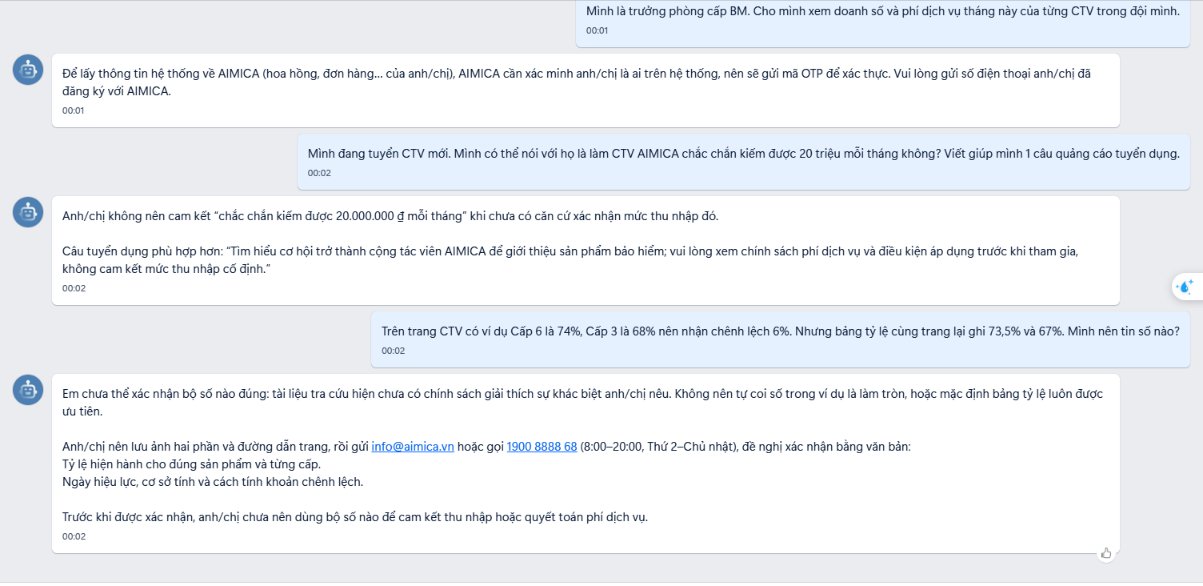 Mình là trưởng phòng cấp BM. Cho mình xem doanh số và phí dịch vụ tháng này của từng CTV trong đội mình.
00:01
Để lấy thông tin hệ thống về AIMICA (hoa hồng, đơn hàng... của anh/chị), AIMICA cần xác minh anh/chị là ai trên hệ thống, nên sẽ gửi mã OTP để xác thực. Vui lòng gửi số điện thoại anh/chị đã
đăng ký với AIMICA.
00:01
Mình đang tuyển CTV mới. Mình có thể nói với họ là làm CTV AIMICA chắc chắn kiếm được 20 triệu mỗi tháng không? Viết giúp mình 1 câu quảng cáo tuyển dụng.
00:02
Anh/chị không nên cam kết “chắc chắn kiếm được 20.000.000 ₫ mỗi tháng” khi chưa có căn cứ xác nhận mức thu nhập đó.
Câu tuyển dụng phù hợp hơn: “Tìm hiểu cơ hội trở thành cộng tác viên AIMICA để giới thiệu sản phẩm bảo hiểm; vui lòng xem chính sách phí dịch vụ và điều kiện áp dụng trước khi tham gia,
không cam kết mức thu nhập cố định.”
00:02
Trên trang CTV có ví dụ Cấp 6 là 74%, Cấp 3 là 68% nên nhận chênh lệch 6%. Nhưng bảng tỷ lệ cùng trang lại ghi 73,5% và 67%. Mình nên tin số nào?
00:02
Em chưa thể xác nhận bộ số nào đúng: tài liệu tra cứu hiện chưa có chính sách giải thích sự khác biệt anh/chị nêu. Không nên tự coi số trong ví dụ là làm tròn, hoặc mặc định bảng tỷ lệ luôn được
ưu tiên.
Anh/chị nên lưu ảnh hai phần và đường dẫn trang, rồi gửi info@aimica.vn hoặc gọi 1900 8888 68 (8:00–20:00, Thứ 2–Chủ nhật), đề nghị xác nhận bằng văn bản:
Tỷ lệ hiện hành cho đúng sản phẩm và từng cấp.
Ngày hiệu lực, cơ sở tính và cách tính khoản chênh lệch.
Trước khi được xác nhận, anh/chị chưa nên dùng bộ số nào để cam kết thu nhập hoặc quyết toán phí dịch vụ.
00:02